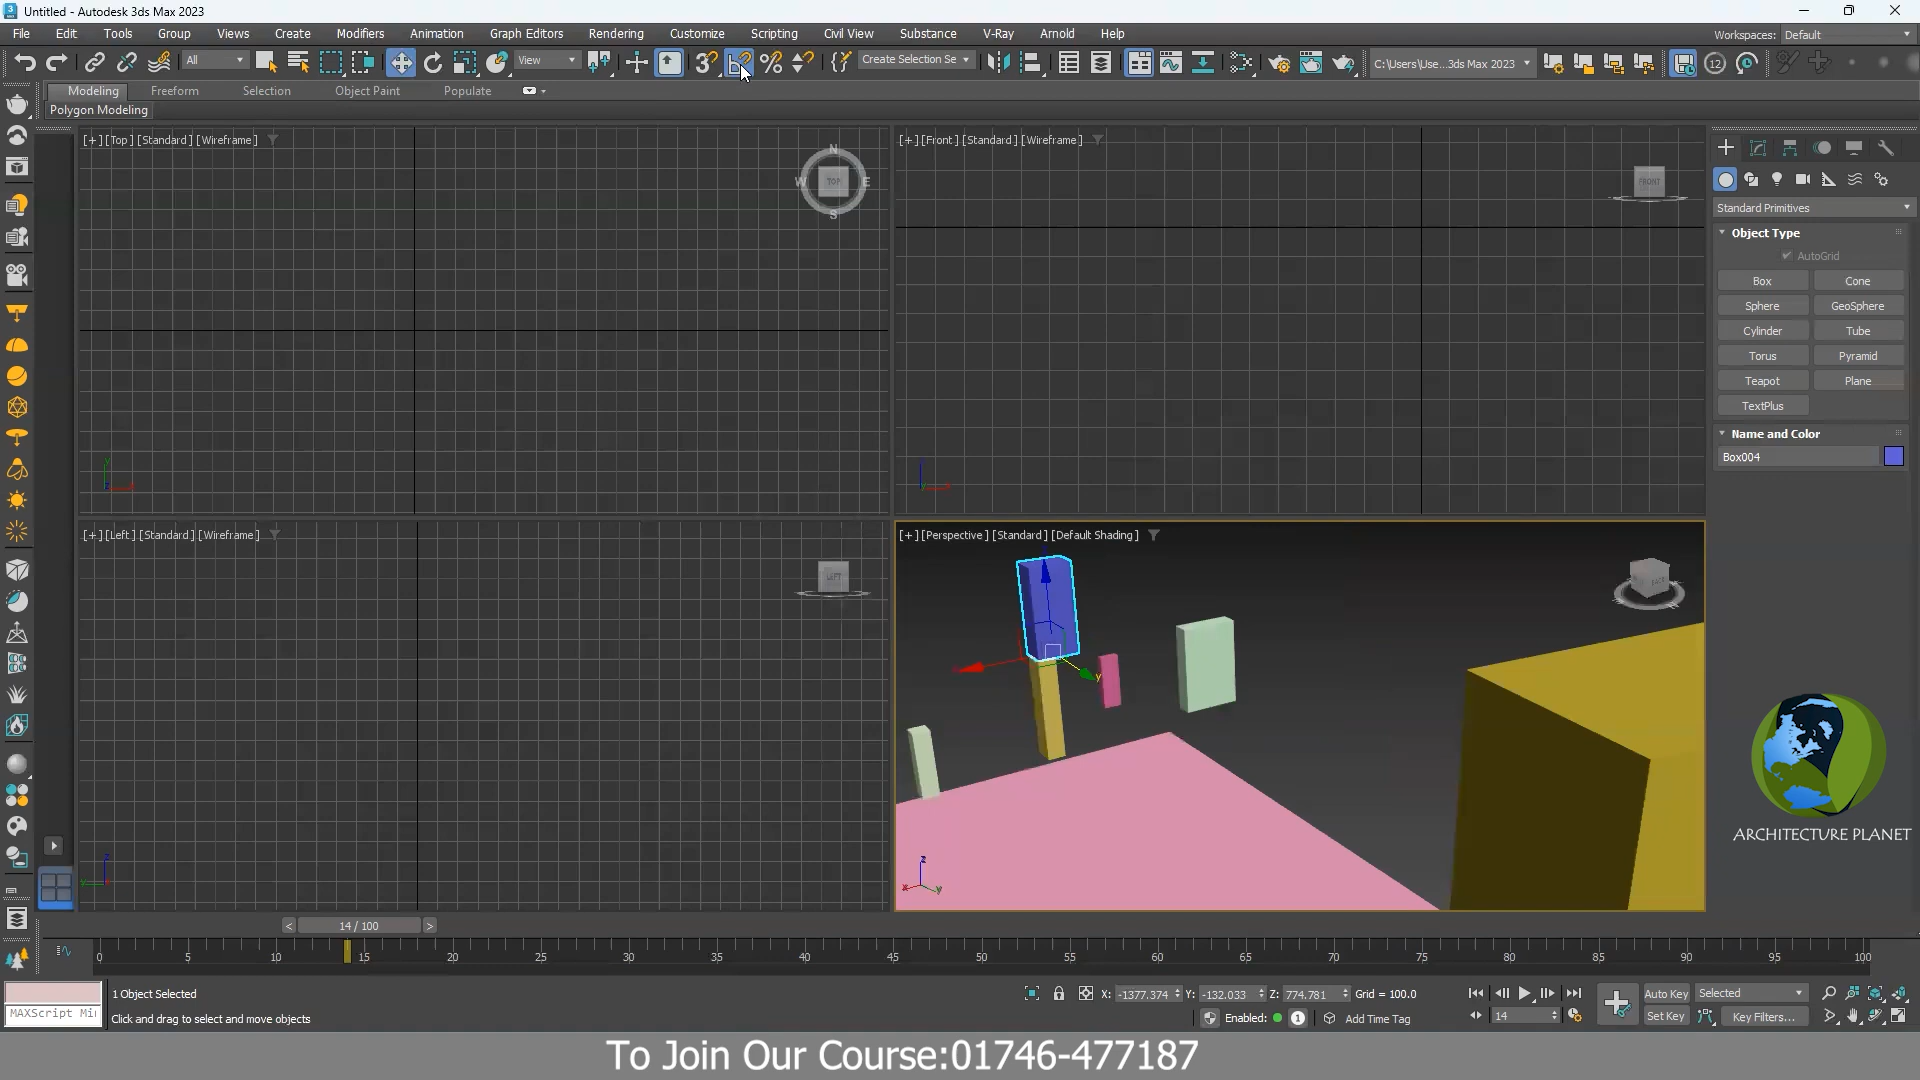 Untitled - Autodesk 3ds Max 2023
File Edit Tools Group Views Create Modifiers Animation Graph Editors Rendering Customize Scripting Civil View Substance V-Ray Arnold Help
Workspaces: Default
All View Create Selection Se C:\Users\Use...3ds Max 2023
Modeling Freeform Selection Object Paint Populate
Polygon Modeling
[+] [Top] [Standard] [Wireframe]
[+] [Front] [Standard] [Wireframe]
N
W TOP E
S
FRONT
Standard Primitives
Object Type
AutoGrid
Box Cone
Sphere GeoSphere
Cylinder Tube
Torus Pyramid
Teapot Plane
TextPlus
Name and Color
Box004
[+] [Left] [Standard] [Wireframe]
[+] [Perspective] [Standard] [Default Shading]
LEFT
y
ARCHITECTURE PLANET
z
x y
< 14 / 100 >
0 5 10 15 20 25 30 35 40 45 50 55 60 65 70 75 80 85 90 95 100
1 Object Selected
X: -1377.374 Y: -132.033 Z: 774.781 Grid = 100.0
Auto Key Selected
MAXScript Mi
Click and drag to select and move objects
Enabled: 1 Add Time Tag
14
Set Key Key Filters...
To Join Our Course:01746-477187